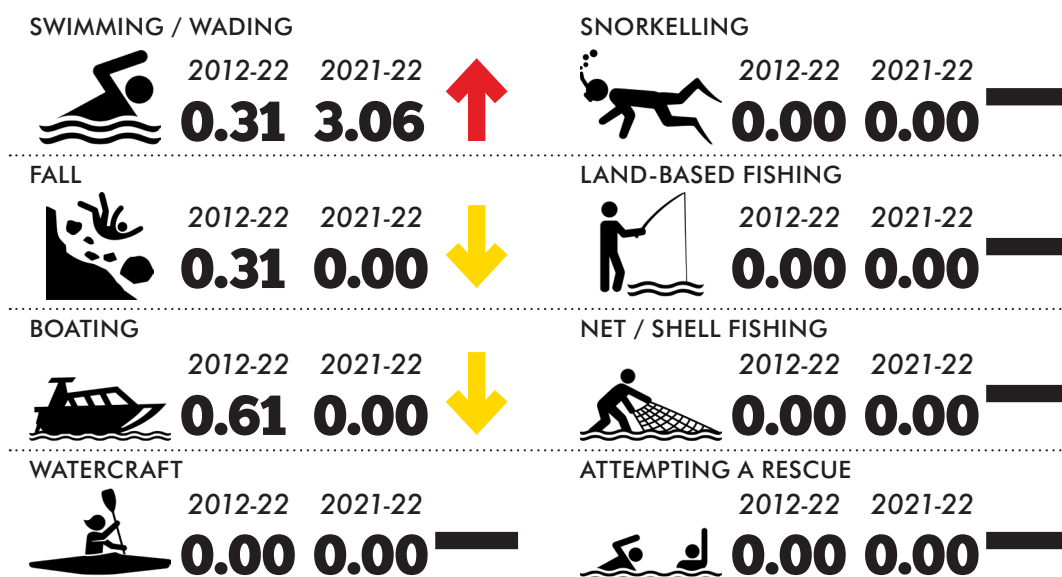 SWIMMING / WADING
2012-22 2021-22
0.31 3.06
FALL
2012-22 2021-22
0.31 0.00
BOATING
2012-22 2021-22
0.61 0.00
WATERCRAFT
2012-22 2021-22
0.00 0.00
SNORKELLING
2012-22 2021-22
0.00 0.00
LAND-BASED FISHING
2012-22 2021-22
0.00 0.00
NET / SHELL FISHING
2012-22 2021-22
0.00 0.00
ATTEMPTING A RESCUE
2012-22 2021-22
0.00 0.00